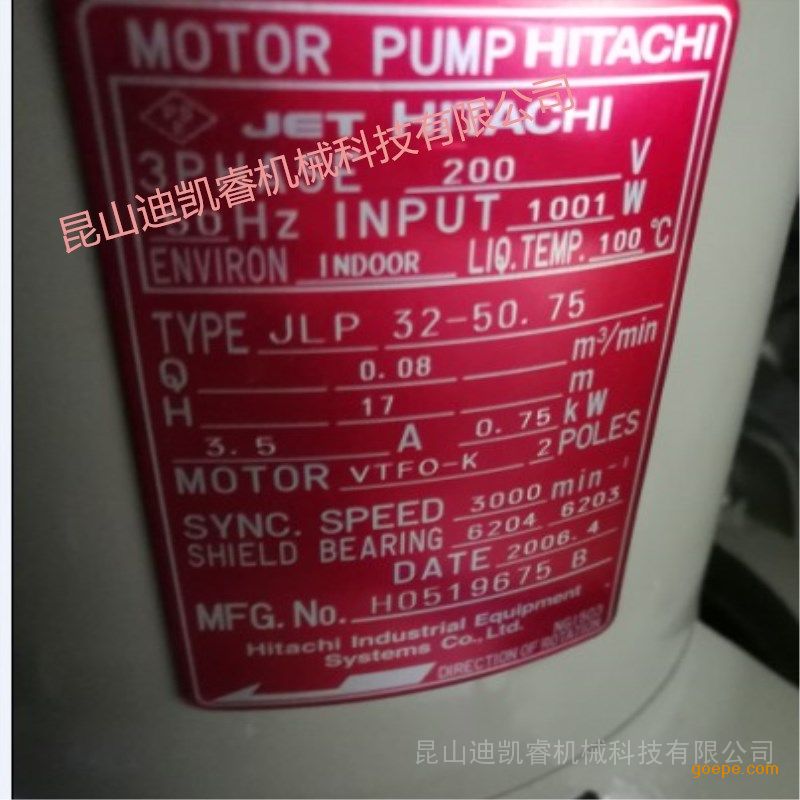 MOTOR PUMP HITACHI
JET HITACHI
3 PHASE 200 V
昆山迪凯睿机械科技有限公司
Hz INPUT 1001 W
ENVIRON INDOOR LIQ.TEMP. 100 ℃
TYPE JLP 32-50.75
Q 0.08 m³/min
H 17 m
3.5 A 0.75 kW
MOTOR VTFO-K 2 POLES
SYNC. SPEED 3000 min⁻¹
SHIELD BEARING 6204 6203
DATE 2006.4
MFG.No. H0519675 B
Hitachi Industrial Equipment
Systems Co.,Ltd.
DIRECTION OF ROTATION
昆山迪凯睿机械科技有限公司
goepe.com